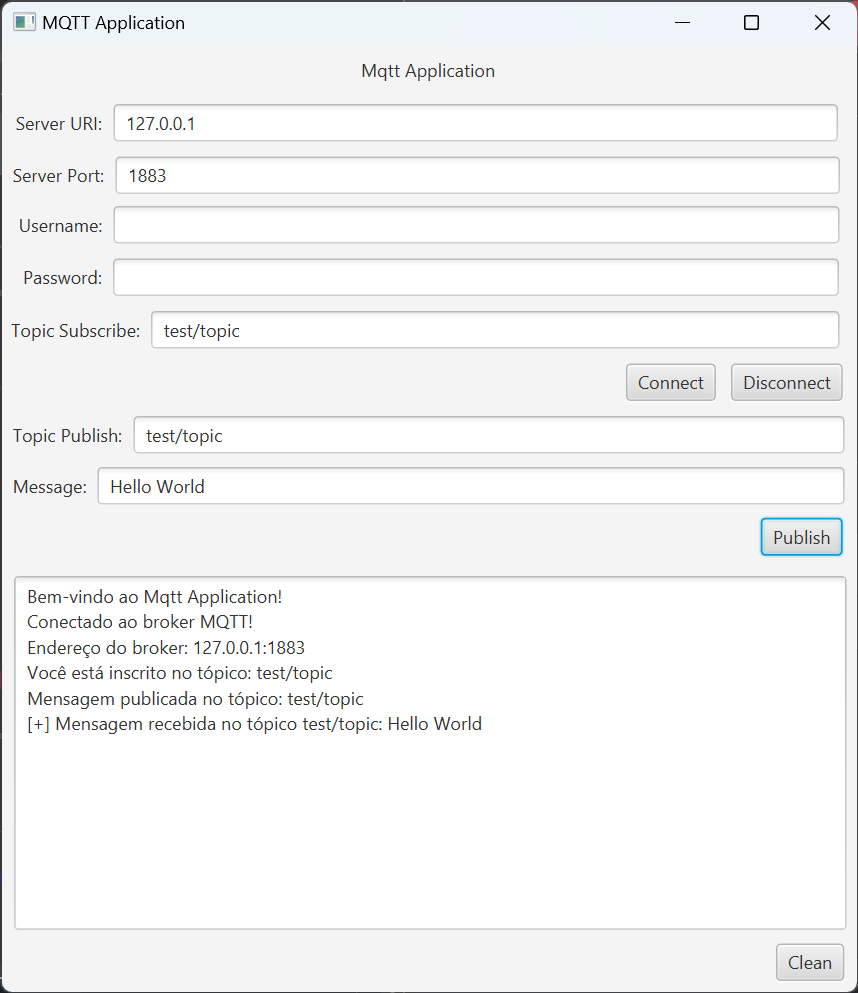 MQTT Application
Mqtt Application
Server URI: 127.0.0.1
Server Port: 1883
Username:
Password:
Topic Subscribe: test/topic
Connect Disconnect
Topic Publish: test/topic
Message: Hello World
Publish
Bem-vindo ao Mqtt Application!
Conectado ao broker MQTT!
Endereço do broker: 127.0.0.1:1883
Você está inscrito no tópico: test/topic
Mensagem publicada no tópico: test/topic
[+] Mensagem recebida no tópico test/topic: Hello World
Clean